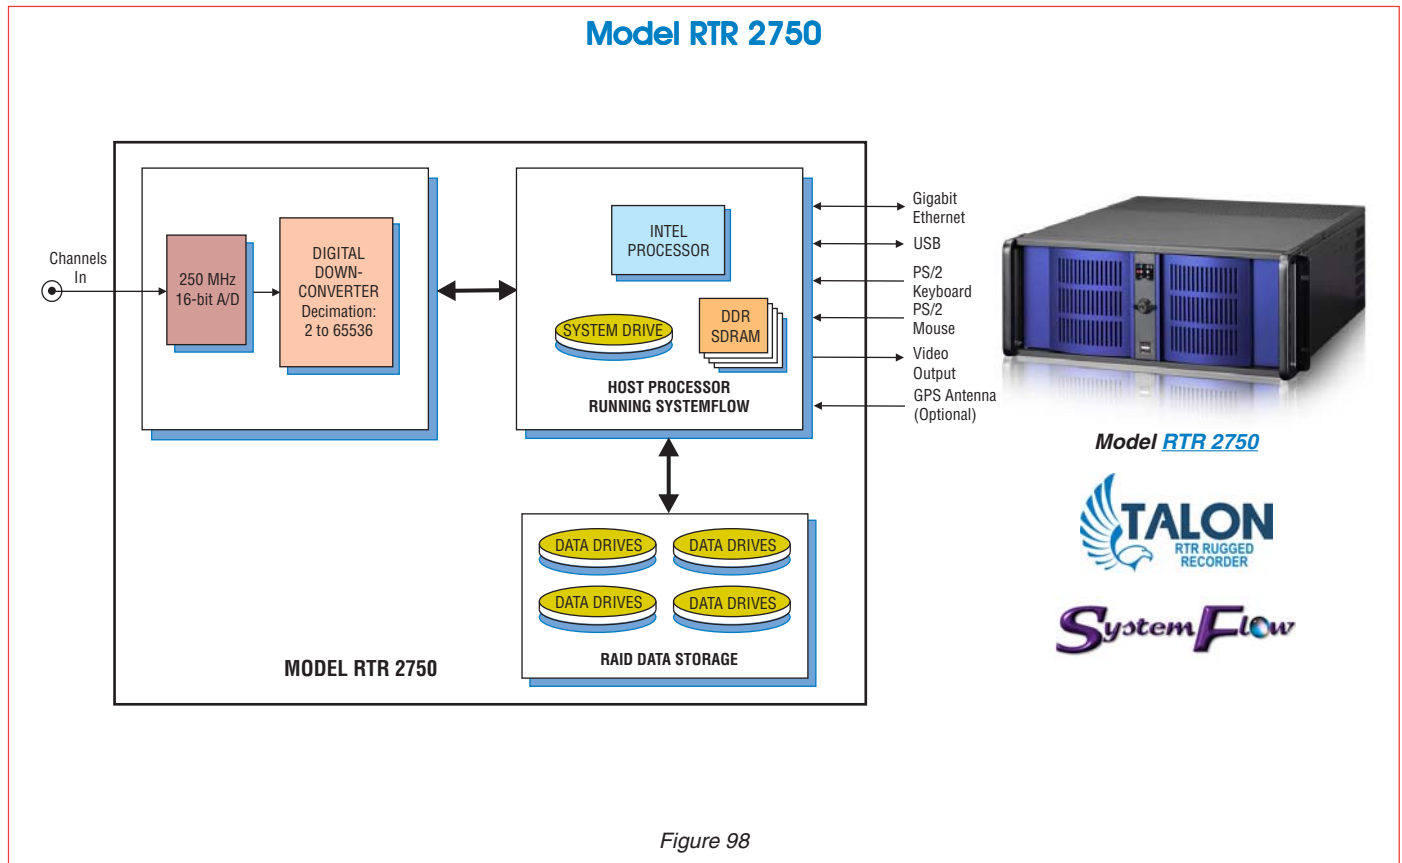 Model RTR 2750
Channels
In
250 MHz
16-bit A/D
DIGITAL
DOWN-
CONVERTER
Decimation:
2 to 65536
INTEL
PROCESSOR
SYSTEM DRIVE
DDR
SDRAM
HOST PROCESSOR
RUNNING SYSTEMFLOW
Gigabit
Ethernet
USB
PS/2
Keyboard
PS/2
Mouse
Video
Output
GPS Antenna
(Optional)
DATA DRIVES
DATA DRIVES
DATA DRIVES
DATA DRIVES
RAID DATA STORAGE
MODEL RTR 2750
Model RTR 2750
TALON
RTR RUGGED
RECORDER
SystemFlow
Figure 98